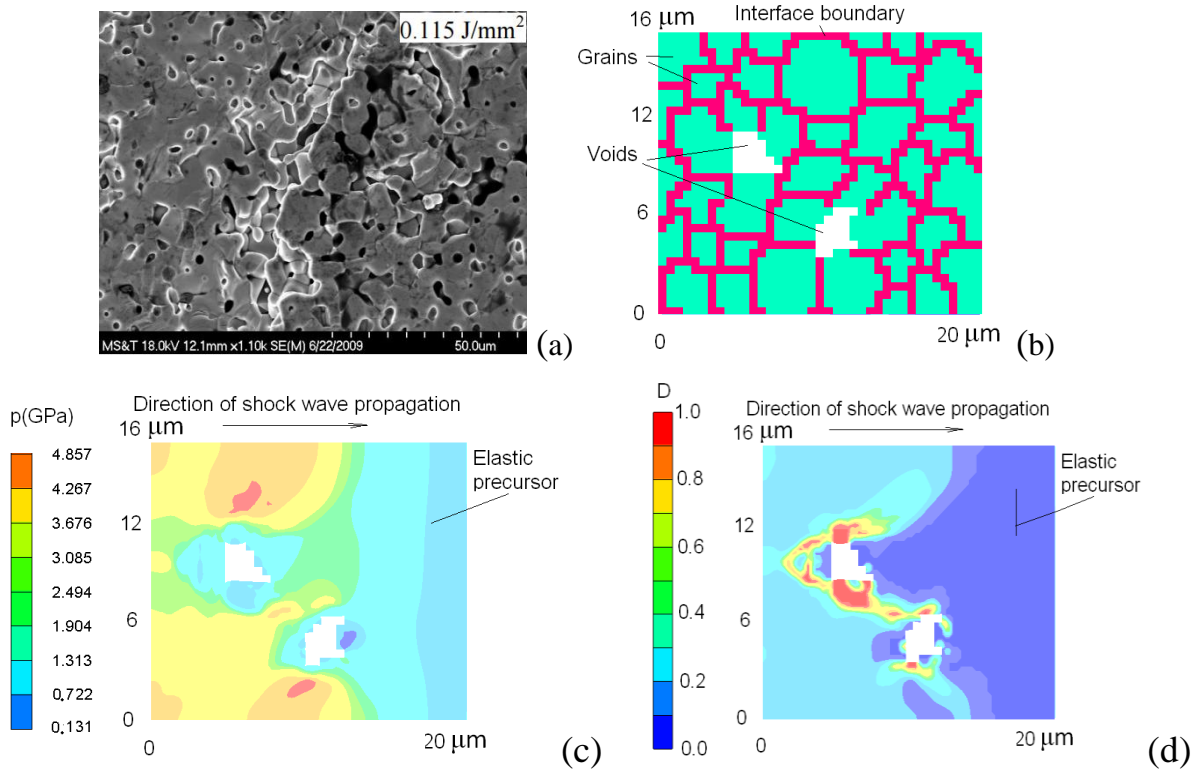 0.115 J/mm²
MS&T 18.0kV 12.1mm x1.10k SE(M) 6/22/2009
50.0um
(a)
16 μm
Interface boundary
Grains
12
Voids
6
0
0
20 μm
(b)
p(GPa)
4.857
4.267
3.676
3.085
2.494
1.904
1.313
0.722
0.131
Direction of shock wave propagation
16 μm
Elastic
precursor
12
6
0
0
20 μm
(c)
D
1.0
0.8
0.6
0.4
0.2
0.0
Direction of shock wave propagation
16 μm
Elastic
precursor
12
6
0
0
20 μm
(d)